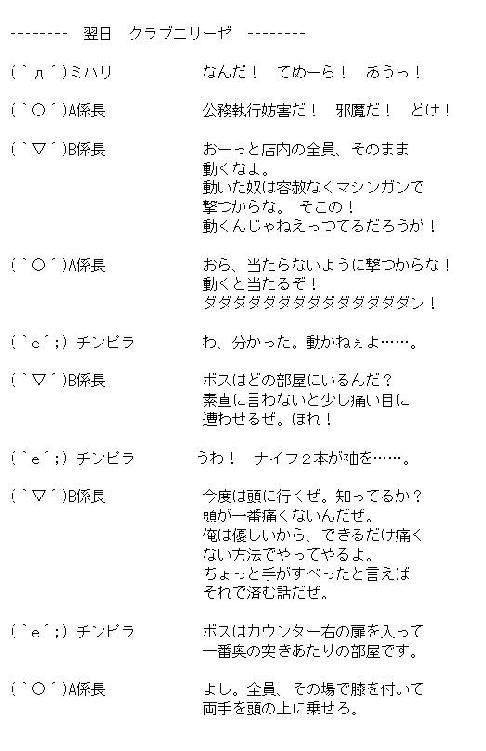 -------- 翌日 クラブニリーゼ --------
(｀д´)ミハリ なんだ！ てめーら！ あうっ！
(｀○´)A係長 公務執行妨害だ！ 邪魔だ！ どけ！
(｀▽´)B係長 おーっと店内の全員、そのまま
動くなよ。
動いた奴は容赦なくマシンガンで
撃つからな。 そこの！
動くんじゃねえっつてるだろうが！
(｀○´)A係長 おら、当たらないように撃つからな！
動くと当たるぞ！
ダダダダダダダダダダダダダダン！
(｀c´;) チンピラ わ、分かった。動かねぇよ……。
(｀▽´)B係長 ボスはどの部屋にいるんだ？
素直に言わないと少し痛い目に
遭わせるぜ。ほれ！
(｀e´;) チンピラ うわ！ ナイフ２本が袖を……。
(｀▽´)B係長 今度は頭に行くぜ。知ってるか？
頭が一番痛くないんだぜ。
俺は優しいから、できるだけ痛く
ない方法でやってやるよ。
ちょっと手がすべったと言えば
それで済む話だぜ。
(｀e´;) チンピラ ボスはカウンター右の扉を入って
一番奥の突きあたりの部屋です。
(｀○´)A係長 よし。全員、その場で膝を付いて
両手を頭の上に乗せろ。